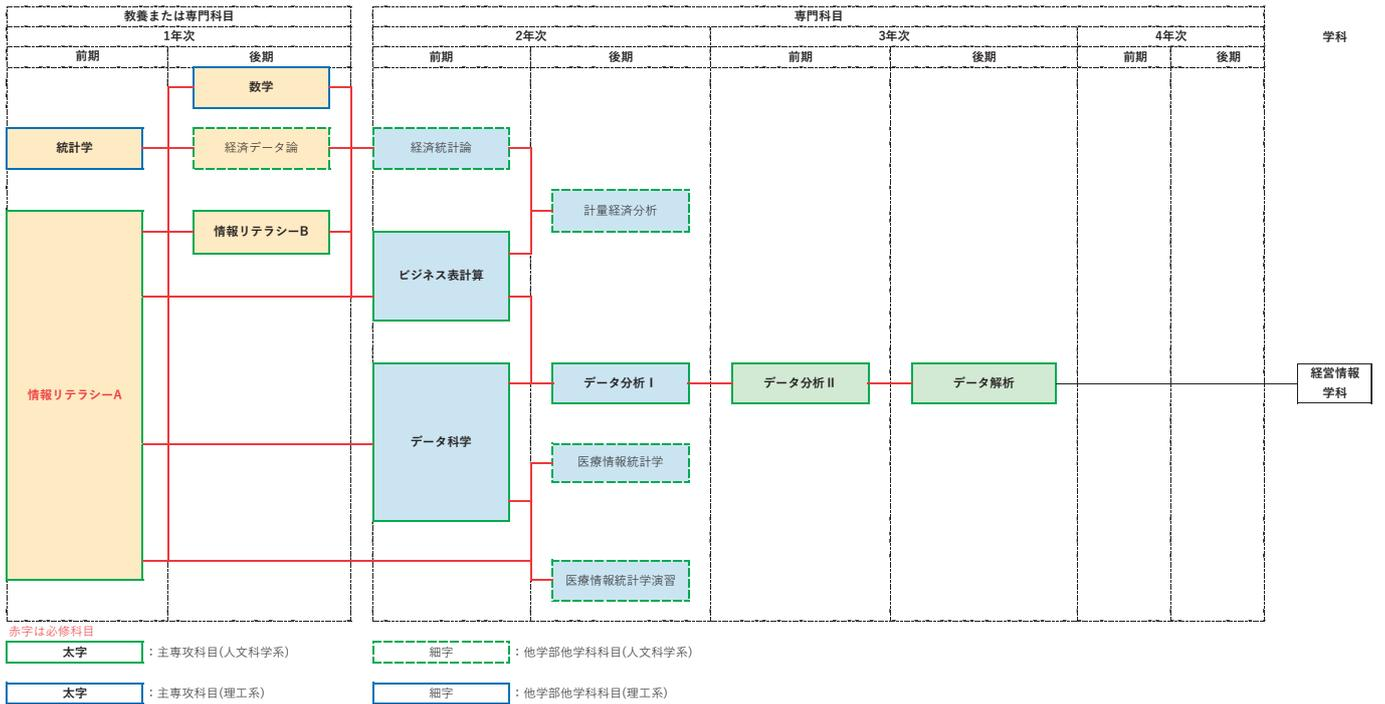 教養または専門科目
専門科目
1年次
2年次
3年次
4年次
学科
前期
後期
前期
後期
前期
後期
前期
後期
数学
統計学
経済データ論
経済統計論
計量経済分析
情報リテラシーB
ビジネス表計算
データ分析Ⅰ
データ分析Ⅱ
データ解析
経営情報
学科
情報リテラシーA
データ科学
医療情報統計学
医療情報統計学演習
赤字は必修科目
太字
：主専攻科目(人文科学系)
細字
：他学部他学科科目(人文科学系)
太字
：主専攻科目(理工系)
細字
：他学部他学科科目(理工系)